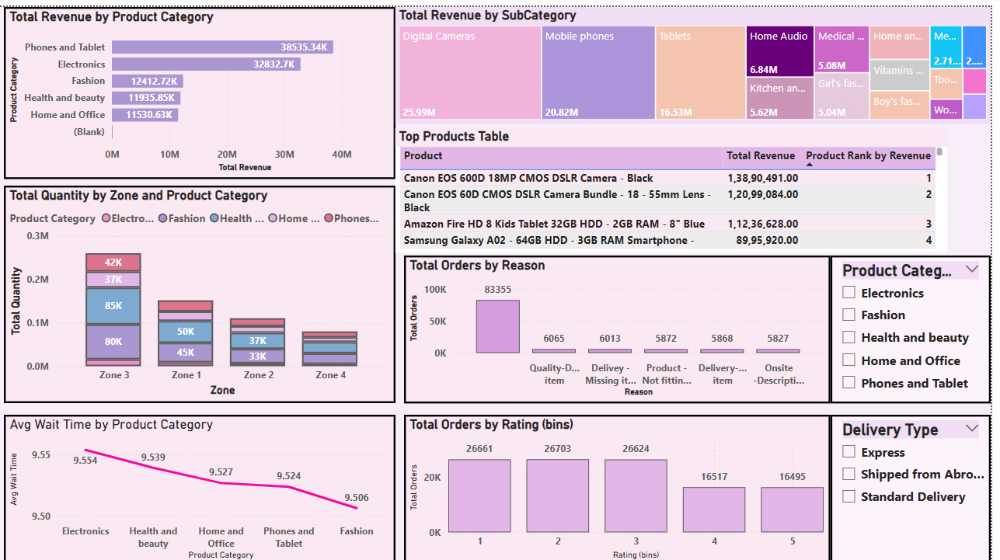 Total Revenue by Product Category
Product Category
Phones and Tablet
38535.34K
Electronics
32832.7K
Fashion
12412.72K
Health and beauty
11935.85K
Home and Office
11530.63K
(Blank)
0M 10M 20M 30M 40M
Total Revenue
Total Revenue by SubCategory
Digital Cameras
25.99M
Mobile phones
20.82M
Tablets
16.53M
Home Audio
6.84M
Kitchen an...
5.62M
Medical ...
5.08M
Girl's fas...
5.04M
Home an...
Vitamins ...
Boy's fas...
Me...
2.71...
Too...
Wo...
2....
Top Products Table
Product Total Revenue Product Rank by Revenue
Canon EOS 600D 18MP CMOS DSLR Camera - Black 1,38,90,491.00 1
Canon EOS 60D CMOS DSLR Camera Bundle - 18 - 55mm Lens - 1,20,99,084.00 2
Black
Amazon Fire HD 8 Kids Tablet 32GB HDD - 2GB RAM - 8" Blue 1,12,36,628.00 3
Samsung Galaxy A02 - 64GB HDD - 3GB RAM Smartphone - 89,95,920.00 4
Total Quantity by Zone and Product Category
Product Category Electro... Fashion Health ... Home ... Phones...
Total Quantity
0.3M
0.2M
0.1M
0.0M
42K
37K
85K
80K
50K
45K
37K
33K
Zone 3 Zone 1 Zone 2 Zone 4
Zone
Total Orders by Reason
Total Orders
100K
50K
0K
83355
6065
6013
5872
5868
5827
Quality-D... Delivey - Product - Delivery-... Onsite
item Missing it... Not fittin... item -Descripti...
Reason
Product Categ...
Electronics
Fashion
Health and beauty
Home and Office
Phones and Tablet
Avg Wait Time by Product Category
Avg Wait Time
9.55
9.50
9.554
9.539
9.527
9.524
9.506
Electronics Health and Home and Phones and Fashion
beauty Office Tablet
Product Category
Total Orders by Rating (bins)
Total Orders
20K
0K
26661
26703
26624
16517
16495
1 2 3 4 5
Rating (bins)
Delivery Type
Express
Shipped from Abro...
Standard Delivery